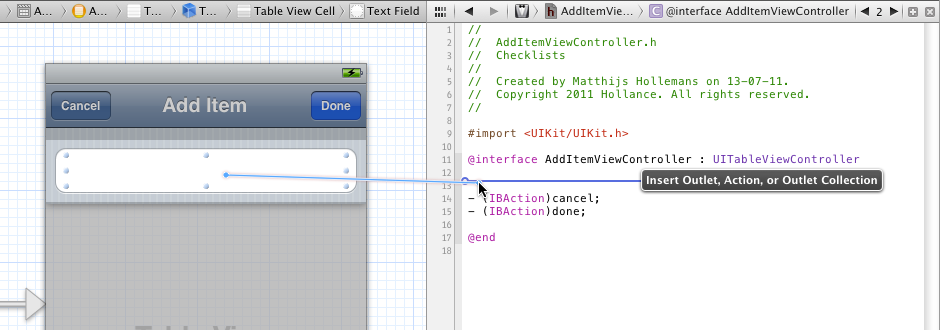 A... A... T... T... Table View Cell Text Field
AddItemVie... @interface AddItemViewController 2
Cancel Add Item Done
1 //
2 // AddItemViewController.h
3 // Checklists
4 //
5 // Created by Matthijs Hollemans on 13-07-11.
6 // Copyright 2011 Hollance. All rights reserved.
7 //
8
9 #import <UIKit/UIKit.h>
10
11 @interface AddItemViewController : UITableViewController
12
Insert Outlet, Action, or Outlet Collection
13
14 - (IBAction)cancel;
15 - (IBAction)done;
16
17 @end
18